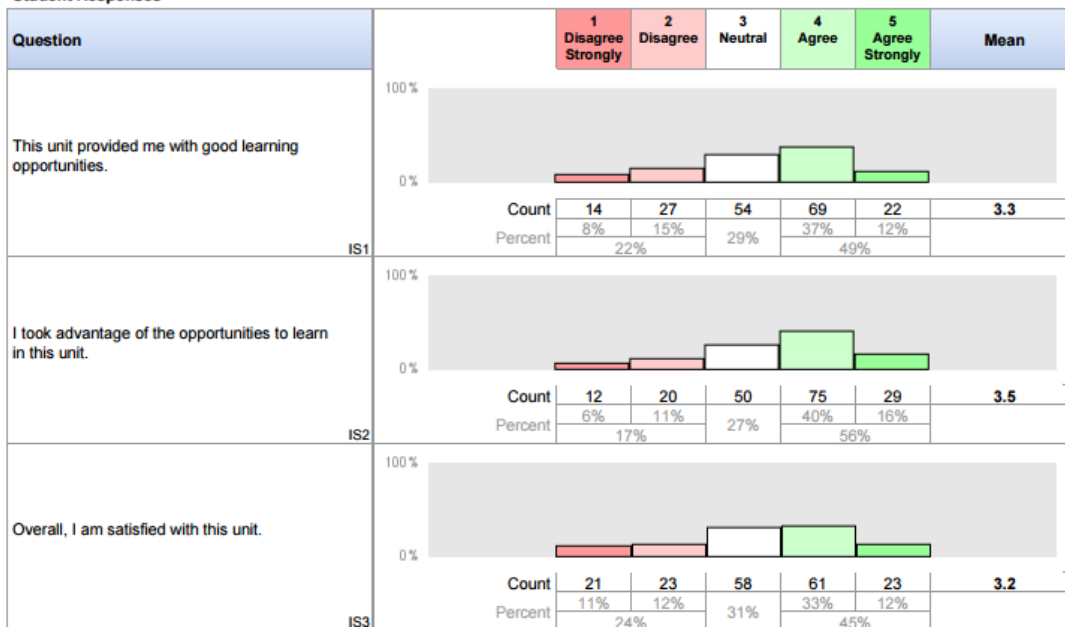 Student Responses
Question
1 Disagree Strongly
2 Disagree
3 Neutral
4 Agree
5 Agree Strongly
Mean
This unit provided me with good learning
opportunities.
IS1
100%
0%
Count 14 27 54 69 22 3.3
Percent 8% 15% 29% 37% 12%
22% 49%
I took advantage of the opportunities to learn
in this unit.
IS2
100%
0%
Count 12 20 50 75 29 3.5
Percent 6% 11% 27% 40% 16%
17% 56%
Overall, I am satisfied with this unit.
IS3
100%
0%
Count 21 23 58 61 23 3.2
Percent 11% 12% 31% 33% 12%
24% 45%